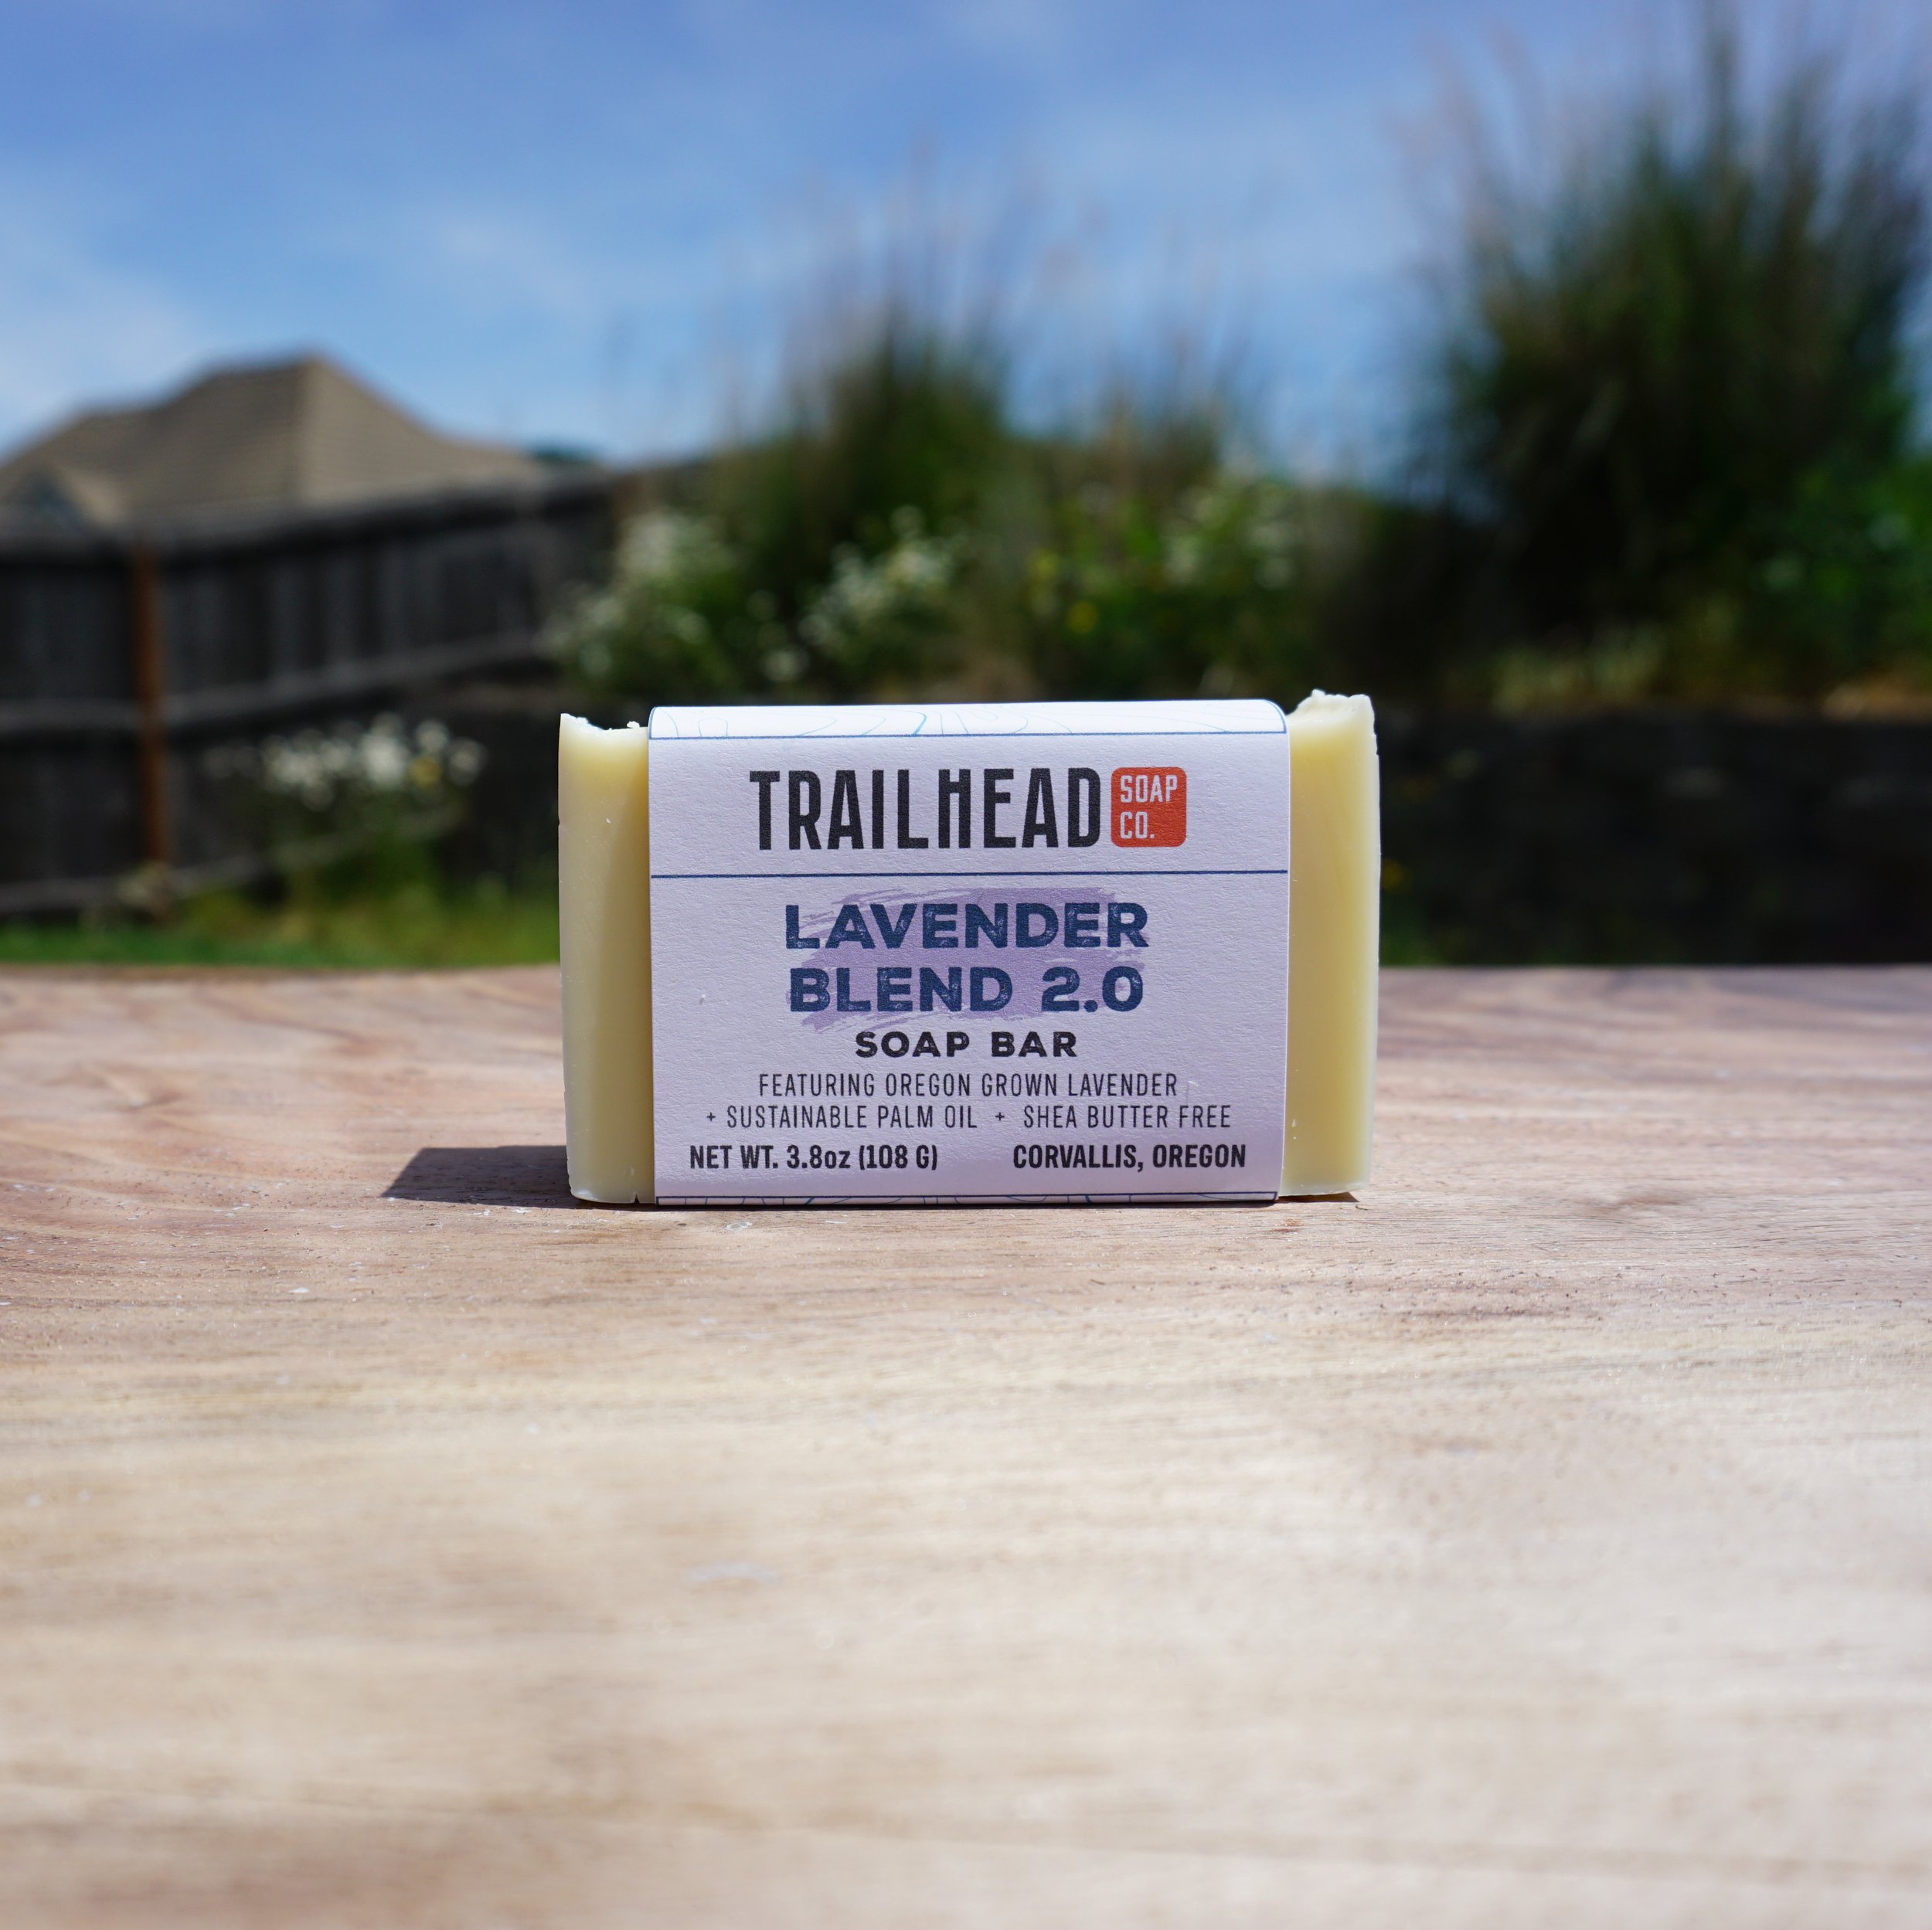 TRAILHEAD SOAP CO.
LAVENDER
BLEND 2.0
SOAP BAR
FEATURING OREGON GROWN LAVENDER
+ SUSTAINABLE PALM OIL + SHEA BUTTER FREE
NET WT. 3.8oz (108 G) CORVALLIS, OREGON